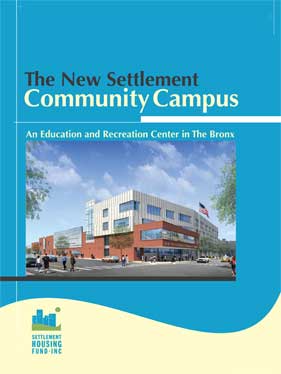 The New Settlement
Community Campus
An Education and Recreation Center in The Bronx
SETTLEMENT
HOUSING
FUND·INC